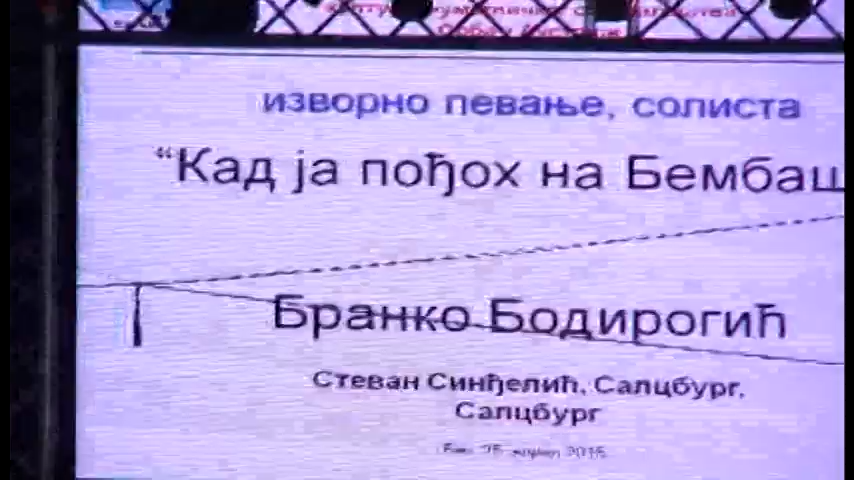 изворно певање, солиста
“Кад ја пођох на Бембаш
Бранко Бодирогић
Стеван Синђелић, Салцбург,
Салцбург